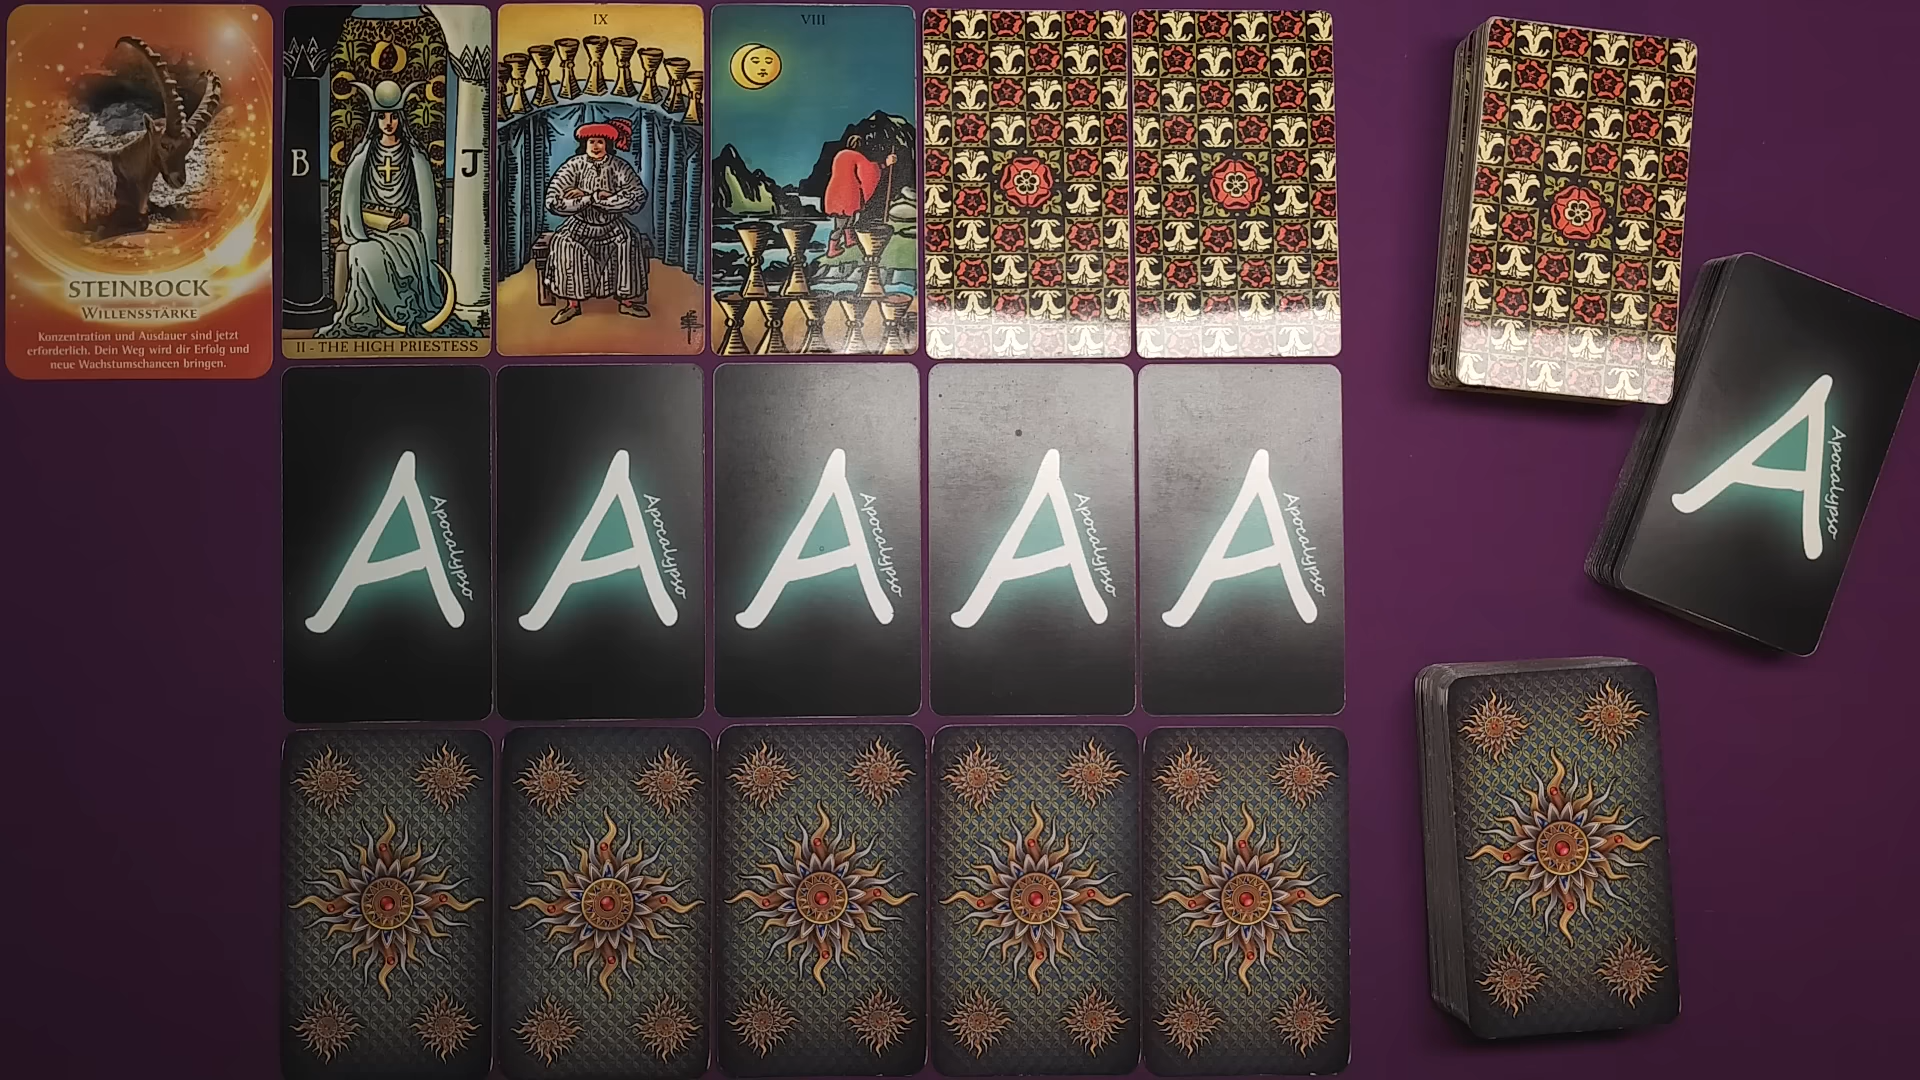 IX
VIII
B
J
II - THE HIGH PRIESTESS
STEINBOCK
WILLENSSTÄRKE
Konzentration und Ausdauer sind jetzt
erforderlich. Dein Weg wird dir Erfolg und
neue Wachstumschancen bringen.
A
Apocalypso
A
Apocalypso
A
Apocalypso
A
Apocalypso
A
Apocalypso
A
Apocalypso